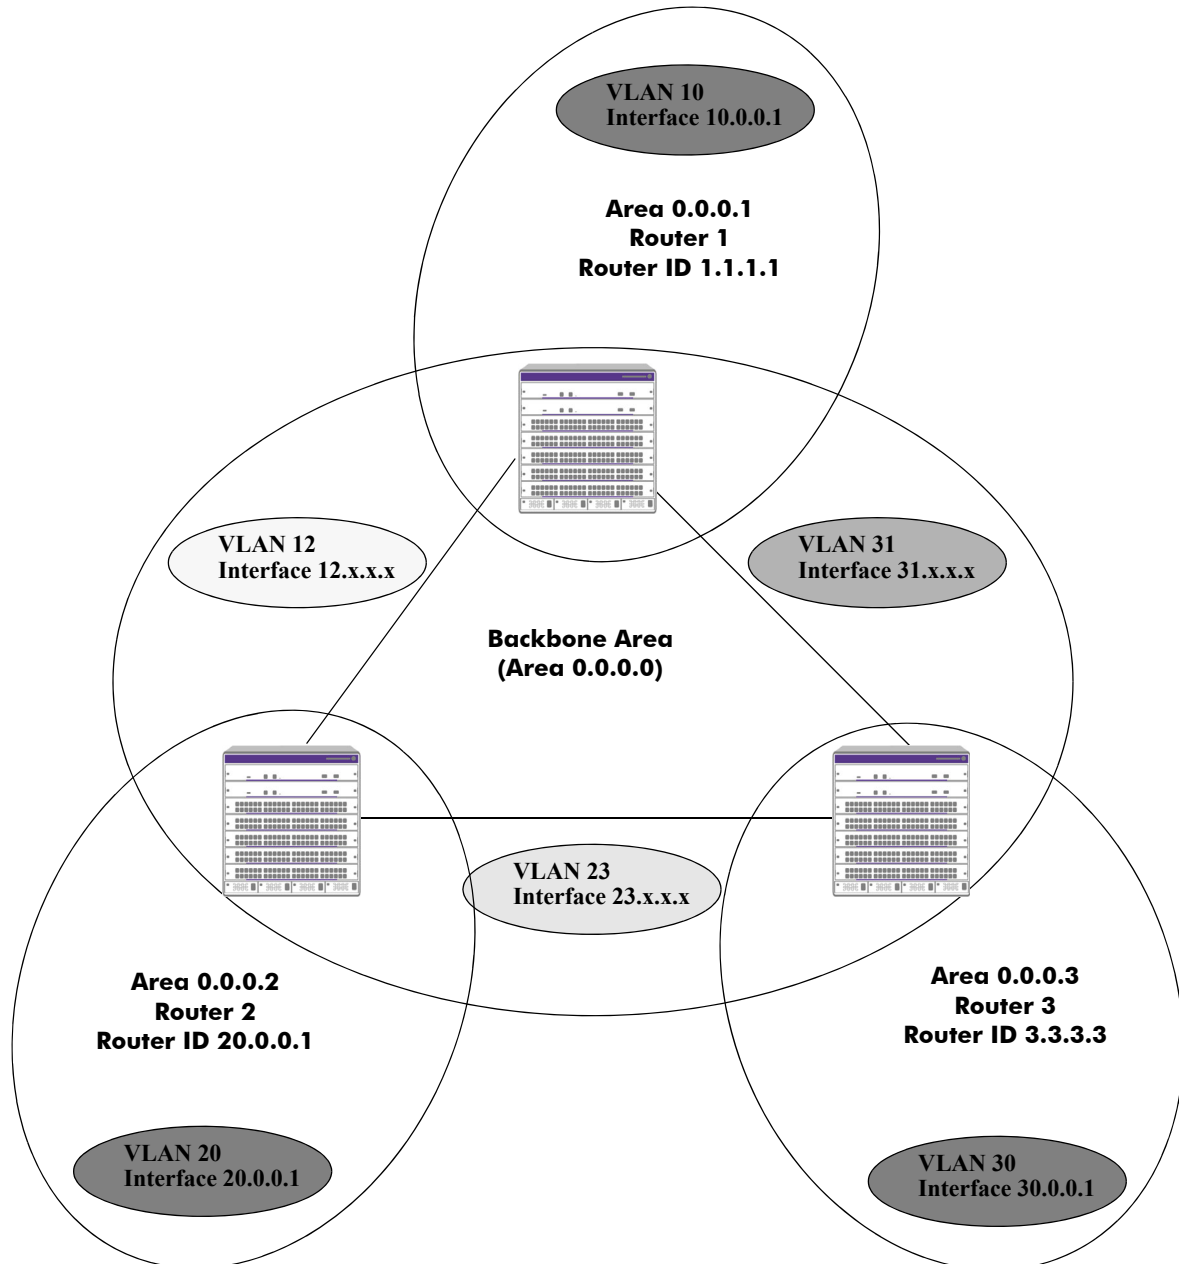 VLAN 10
Interface 10.0.0.1
Area 0.0.0.1
Router 1
Router ID 1.1.1.1
VLAN 12
Interface 12.x.x.x
VLAN 31
Interface 31.x.x.x
Backbone Area
(Area 0.0.0.0)
VLAN 23
Interface 23.x.x.x
Area 0.0.0.2
Router 2
Router ID 20.0.0.1
Area 0.0.0.3
Router 3
Router ID 3.3.3.3
VLAN 20
Interface 20.0.0.1
VLAN 30
Interface 30.0.0.1